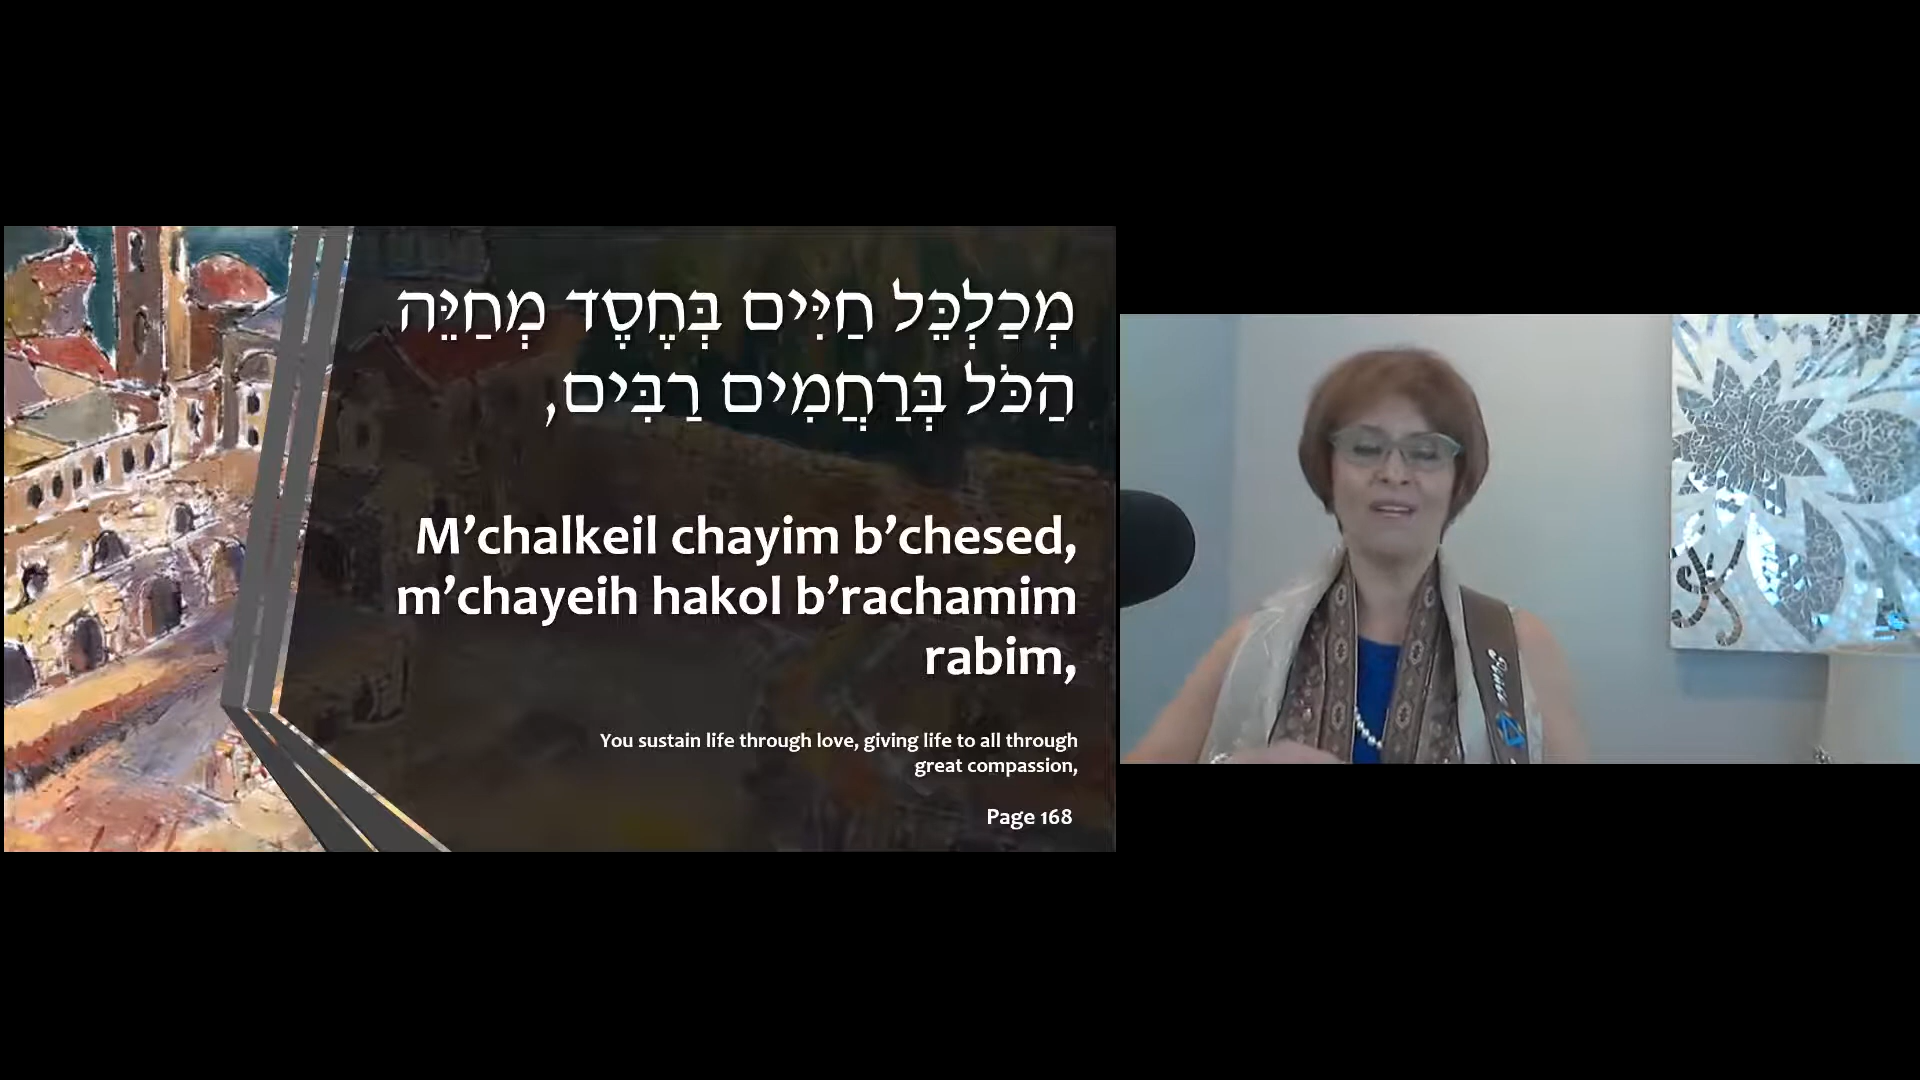 מְכַלְכֵּל חַיִּים בְּחֶסֶד מְחַיֵּה
הַכֹּל בְּרַחֲמִים רַבִּים,
M’chalkeil chayim b’chesed,
m’chayeih hakol b’rachamim
rabim,
You sustain life through love, giving life to all through
great compassion,
Page 168